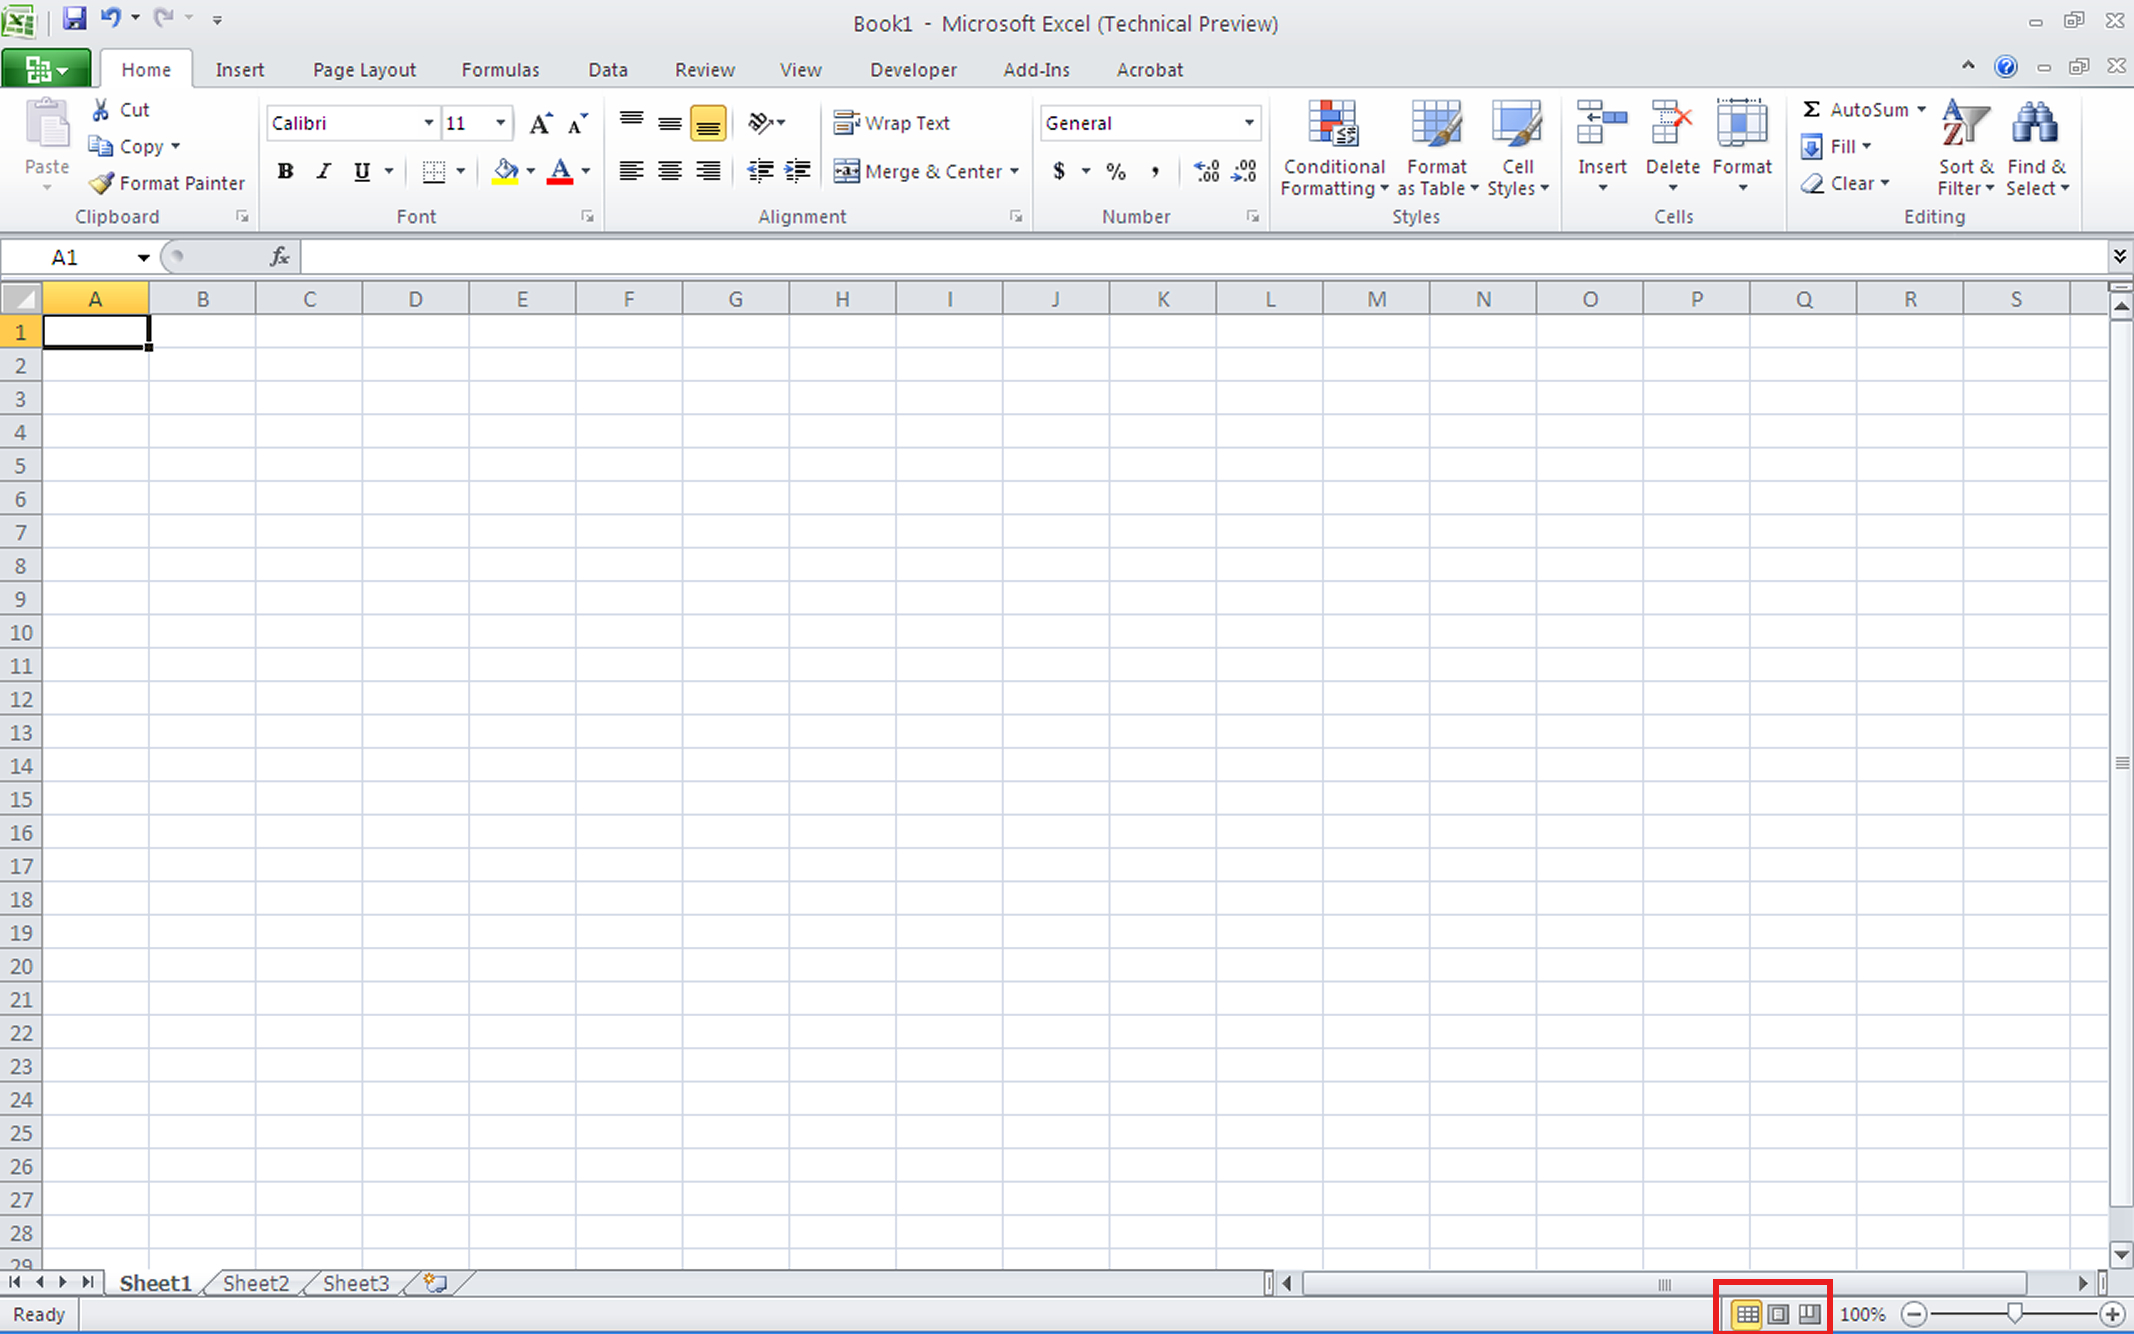 Book1 - Microsoft Excel (Technical Preview)
Home Insert Page Layout Formulas Data Review View Developer Add-Ins Acrobat
Paste
Cut
Copy
Format Painter
Clipboard
Calibri 11
B I U A
Font
Wrap Text
Merge & Center
Alignment
General
$ % ,
Number
Conditional Formatting
Format as Table
Cell Styles
Styles
Insert Delete Format
Cells
Σ AutoSum
Fill
Clear
Sort & Filter
Find & Select
Editing
A1 fx
A B C D E F G H I J K L M N O P Q R S
1
2
3
4
5
6
7
8
9
10
11
12
13
14
15
16
17
18
19
20
21
22
23
24
25
26
27
28
29
Sheet1 Sheet2 Sheet3
Ready 100%